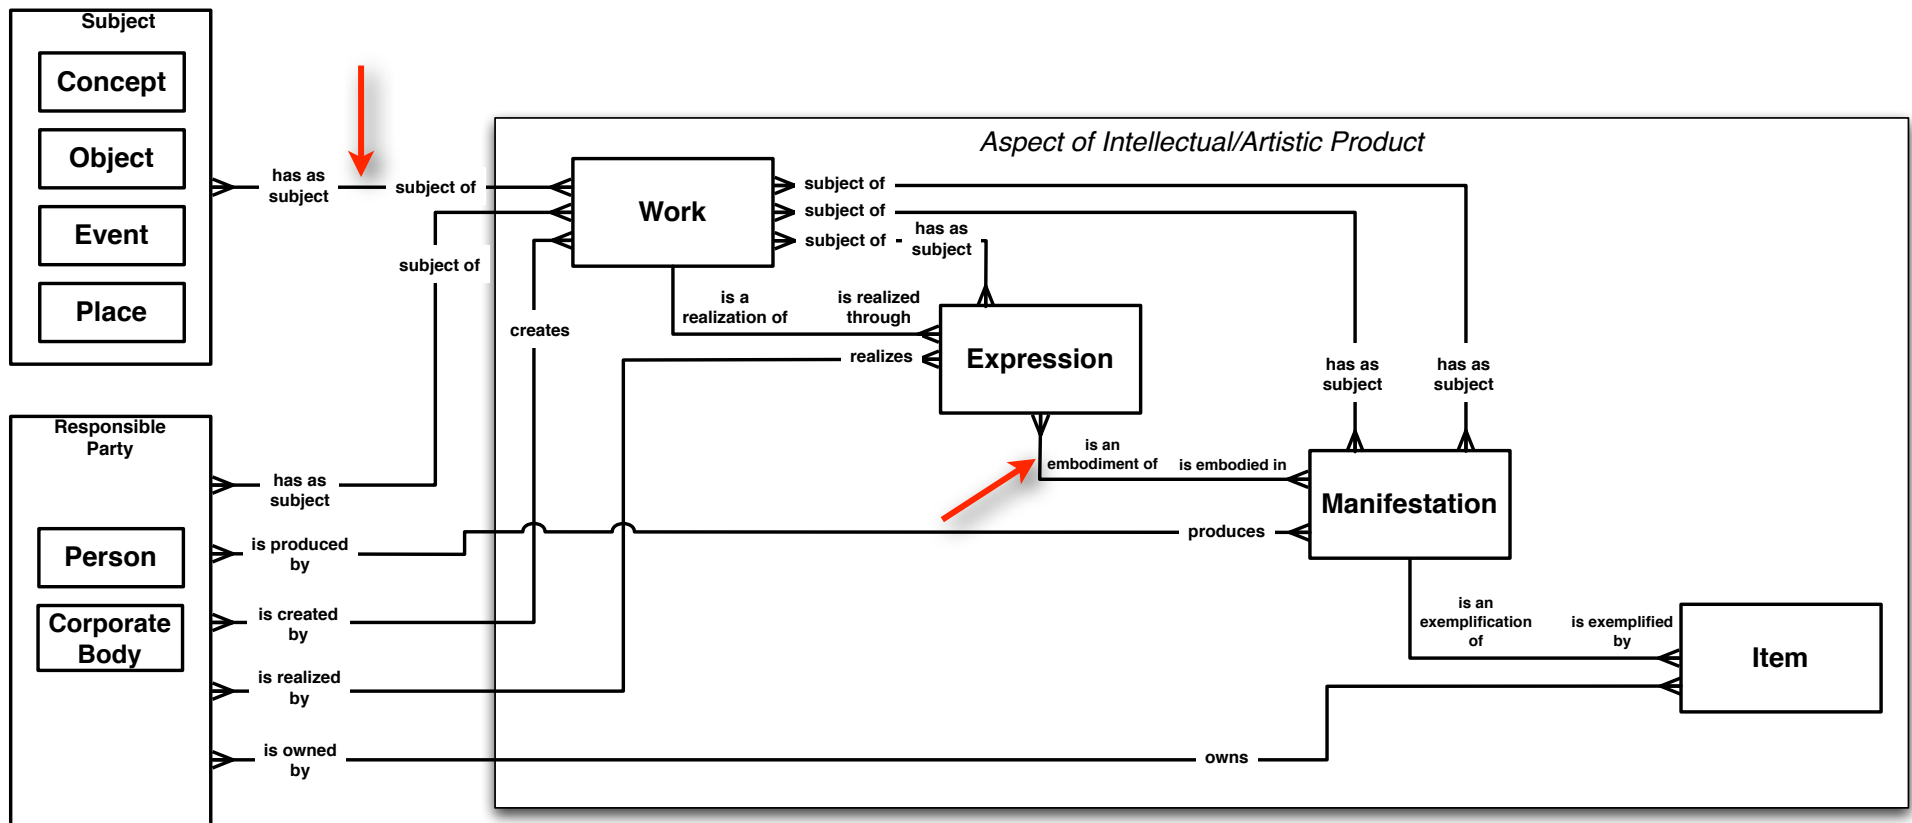 Subject
Concept
Object
Event
Place
has as
subject
subject of
subject of
creates
Responsible
Party
has as
subject
Person
is produced
by
Corporate
Body
is created
by
is realized
by
is owned
by
Aspect of Intellectual/Artistic Product
Work
subject of
subject of
subject of
has as
subject
is a
realization of
is realized
through
realizes
Expression
has as
subject
has as
subject
is an
embodiment of
is embodied in
Manifestation
produces
is an
exemplification
of
is exemplified
by
Item
owns